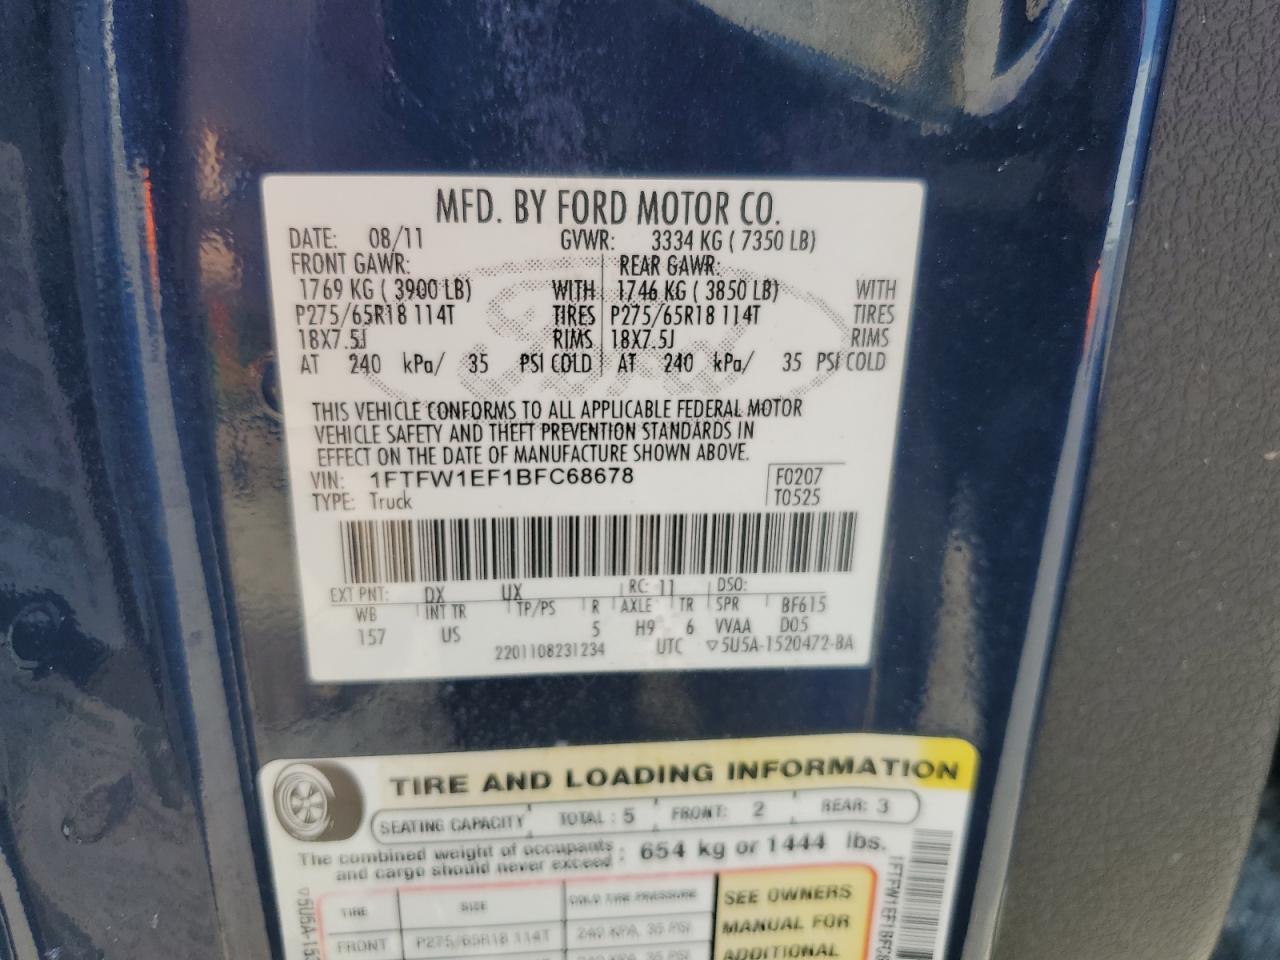 MFD. BY FORD MOTOR CO.
DATE: 08/11 GVWR: 3334 KG ( 7350 LB)
FRONT GAWR: REAR GAWR:
1769 KG ( 3900 LB) WITH 1746 KG ( 3850 LB) WITH
P275/65R18 114T TIRES P275/65R18 114T TIRES
18X7.5J RIMS 18X7.5J RIMS
AT 240 kPa/ 35 PSI COLD AT 240 kPa/ 35 PSI COLD
THIS VEHICLE CONFORMS TO ALL APPLICABLE FEDERAL MOTOR
VEHICLE SAFETY AND THEFT PREVENTION STANDARDS IN
EFFECT ON THE DATE OF MANUFACTURE SHOWN ABOVE.
VIN: 1FTFW1EF1BFC68678 F0207
TYPE: Truck T0525
EXT PNT: DX UX RC: 11 DSO:
WB INT TR TP/PS R AXLE TR SPR BF615
157 US 5 H9 6 VVAA D05
2201108231234 UTC ▽5U5A-1520472-BA
TIRE AND LOADING INFORMATION
SEATING CAPACITY TOTAL : 5 FRONT: 2 REAR: 3
The combined weight of occupants
and cargo should never exceed : 654 kg or 1444 lbs.
TIRE SIZE COLD TIRE PRESSURE SEE OWNERS
FRONT P275/65R18 114T 240 KPA, 35 PSI MANUAL FOR
ADDITIONAL
1FTFW1EF1BFC6
▽5U5A-15
Ford